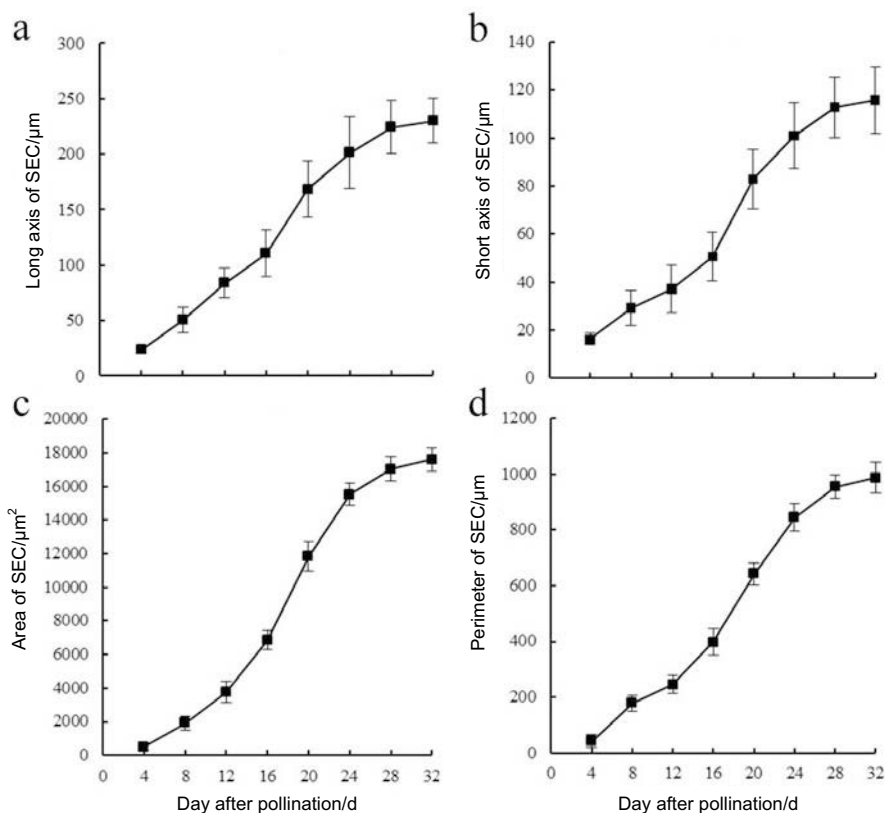 a
Long axis of SEC/µm
300
250
200
150
100
50
0
b
Short axis of SEC/µm
140
120
100
80
60
40
20
0
c
Area of SEC/µm²
20000
18000
16000
14000
12000
10000
8000
6000
4000
2000
0
0 4 8 12 16 20 24 28 32
Day after pollination/d
d
Perimeter of SEC/µm
1200
1000
800
600
400
200
0
0 4 8 12 16 20 24 28 32
Day after pollination/d